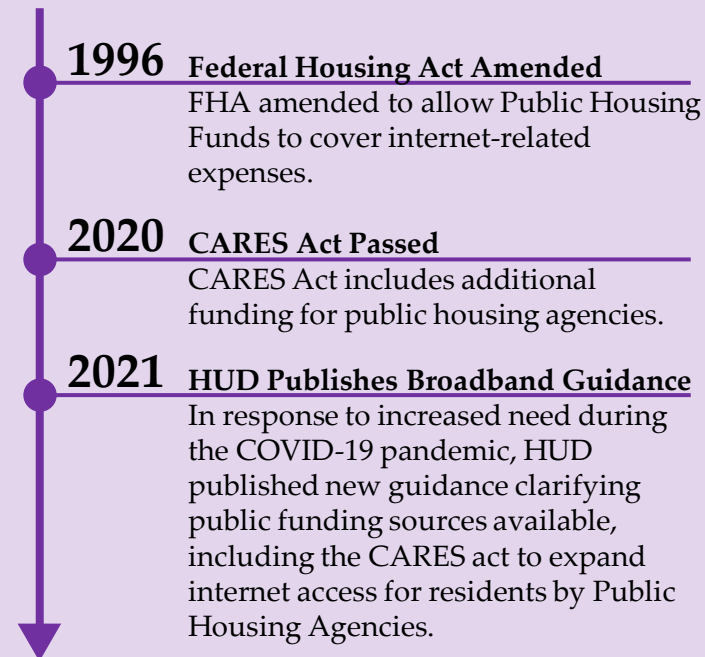 1996 Federal Housing Act Amended
FHA amended to allow Public Housing
Funds to cover internet-related
expenses.
2020 CARES Act Passed
CARES Act includes additional
funding for public housing agencies.
2021 HUD Publishes Broadband Guidance
In response to increased need during
the COVID-19 pandemic, HUD
published new guidance clarifying
public funding sources available,
including the CARES act to expand
internet access for residents by Public
Housing Agencies.